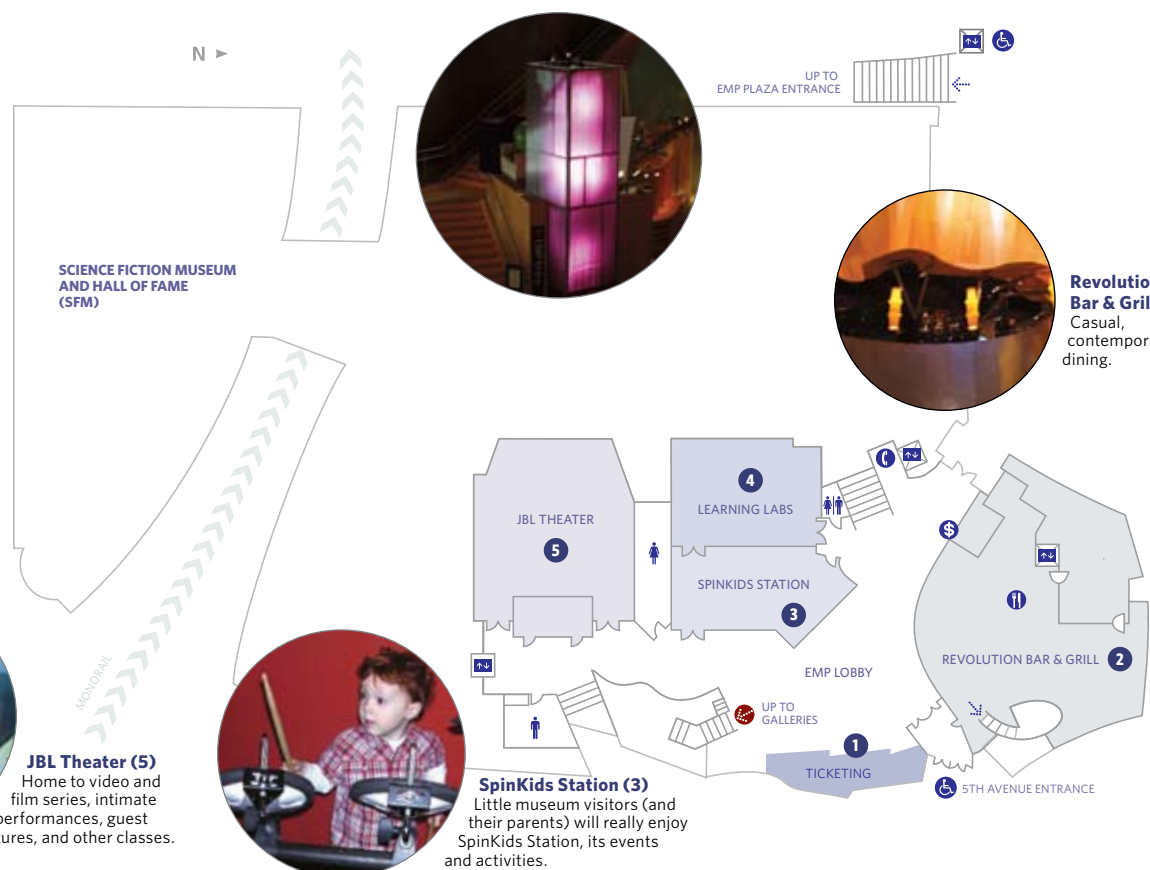 N
UP TO
EMP PLAZA ENTRANCE
SCIENCE FICTION MUSEUM
AND HALL OF FAME
(SFM)
Revolutio
Bar & Gril
Casual,
contempor
dining.
4
LEARNING LABS
JBL THEATER
5
SPINKIDS STATION
3
$
REVOLUTION BAR & GRILL 2
EMP LOBBY
MONORAIL
UP TO
GALLERIES
1
TICKETING
5TH AVENUE ENTRANCE
JBL Theater (5)
Home to video and
film series, intimate
performances, guest
tures, and other classes.
SpinKids Station (3)
Little museum visitors (and
their parents) will really enjoy
SpinKids Station, its events
and activities.